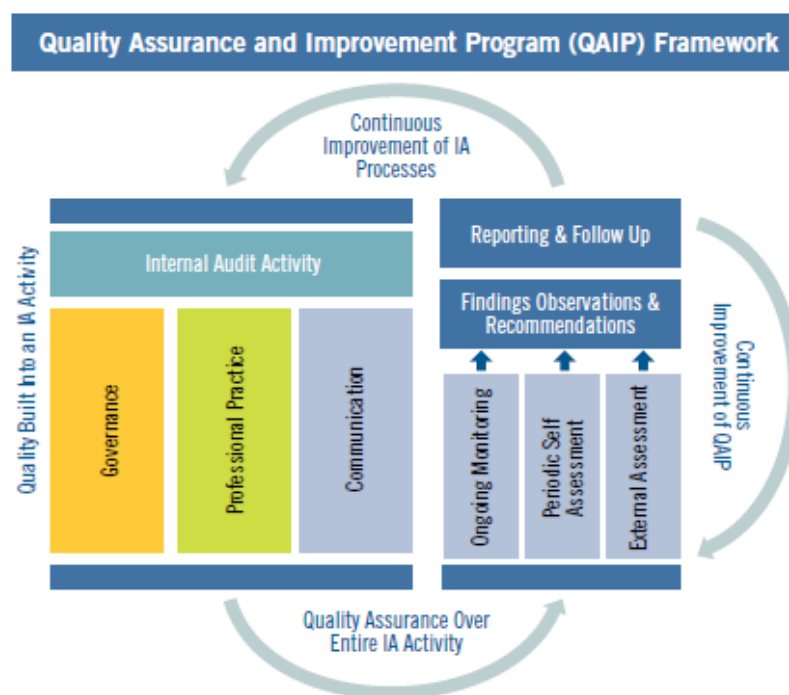 Quality Assurance and Improvement Program (QAIP) Framework
Continuous
Improvement of IA
Processes
Quality Built Into an IA Activity
Internal Audit Activity
Governance
Professional Practice
Communication
Reporting & Follow Up
Findings Observations &
Recommendations
Ongoing Monitoring
Periodic Self
Assessment
External Assessment
Continuous
Improvement of QAIP
Quality Assurance Over
Entire IA Activity